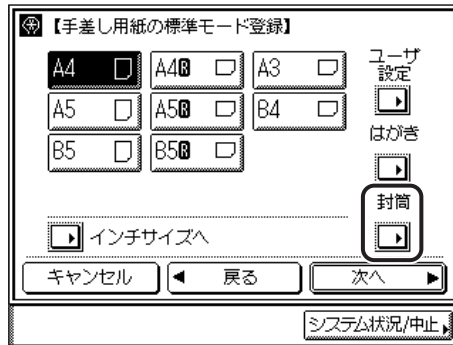 【手差し用紙の標準モード登録】
A4 A4R A3
A5 A5R B4
B5 B5R
ユーザ
設定
はがき
封筒
インチサイズへ
キャンセル ◀ 戻る 次へ ▶
システム状況/中止